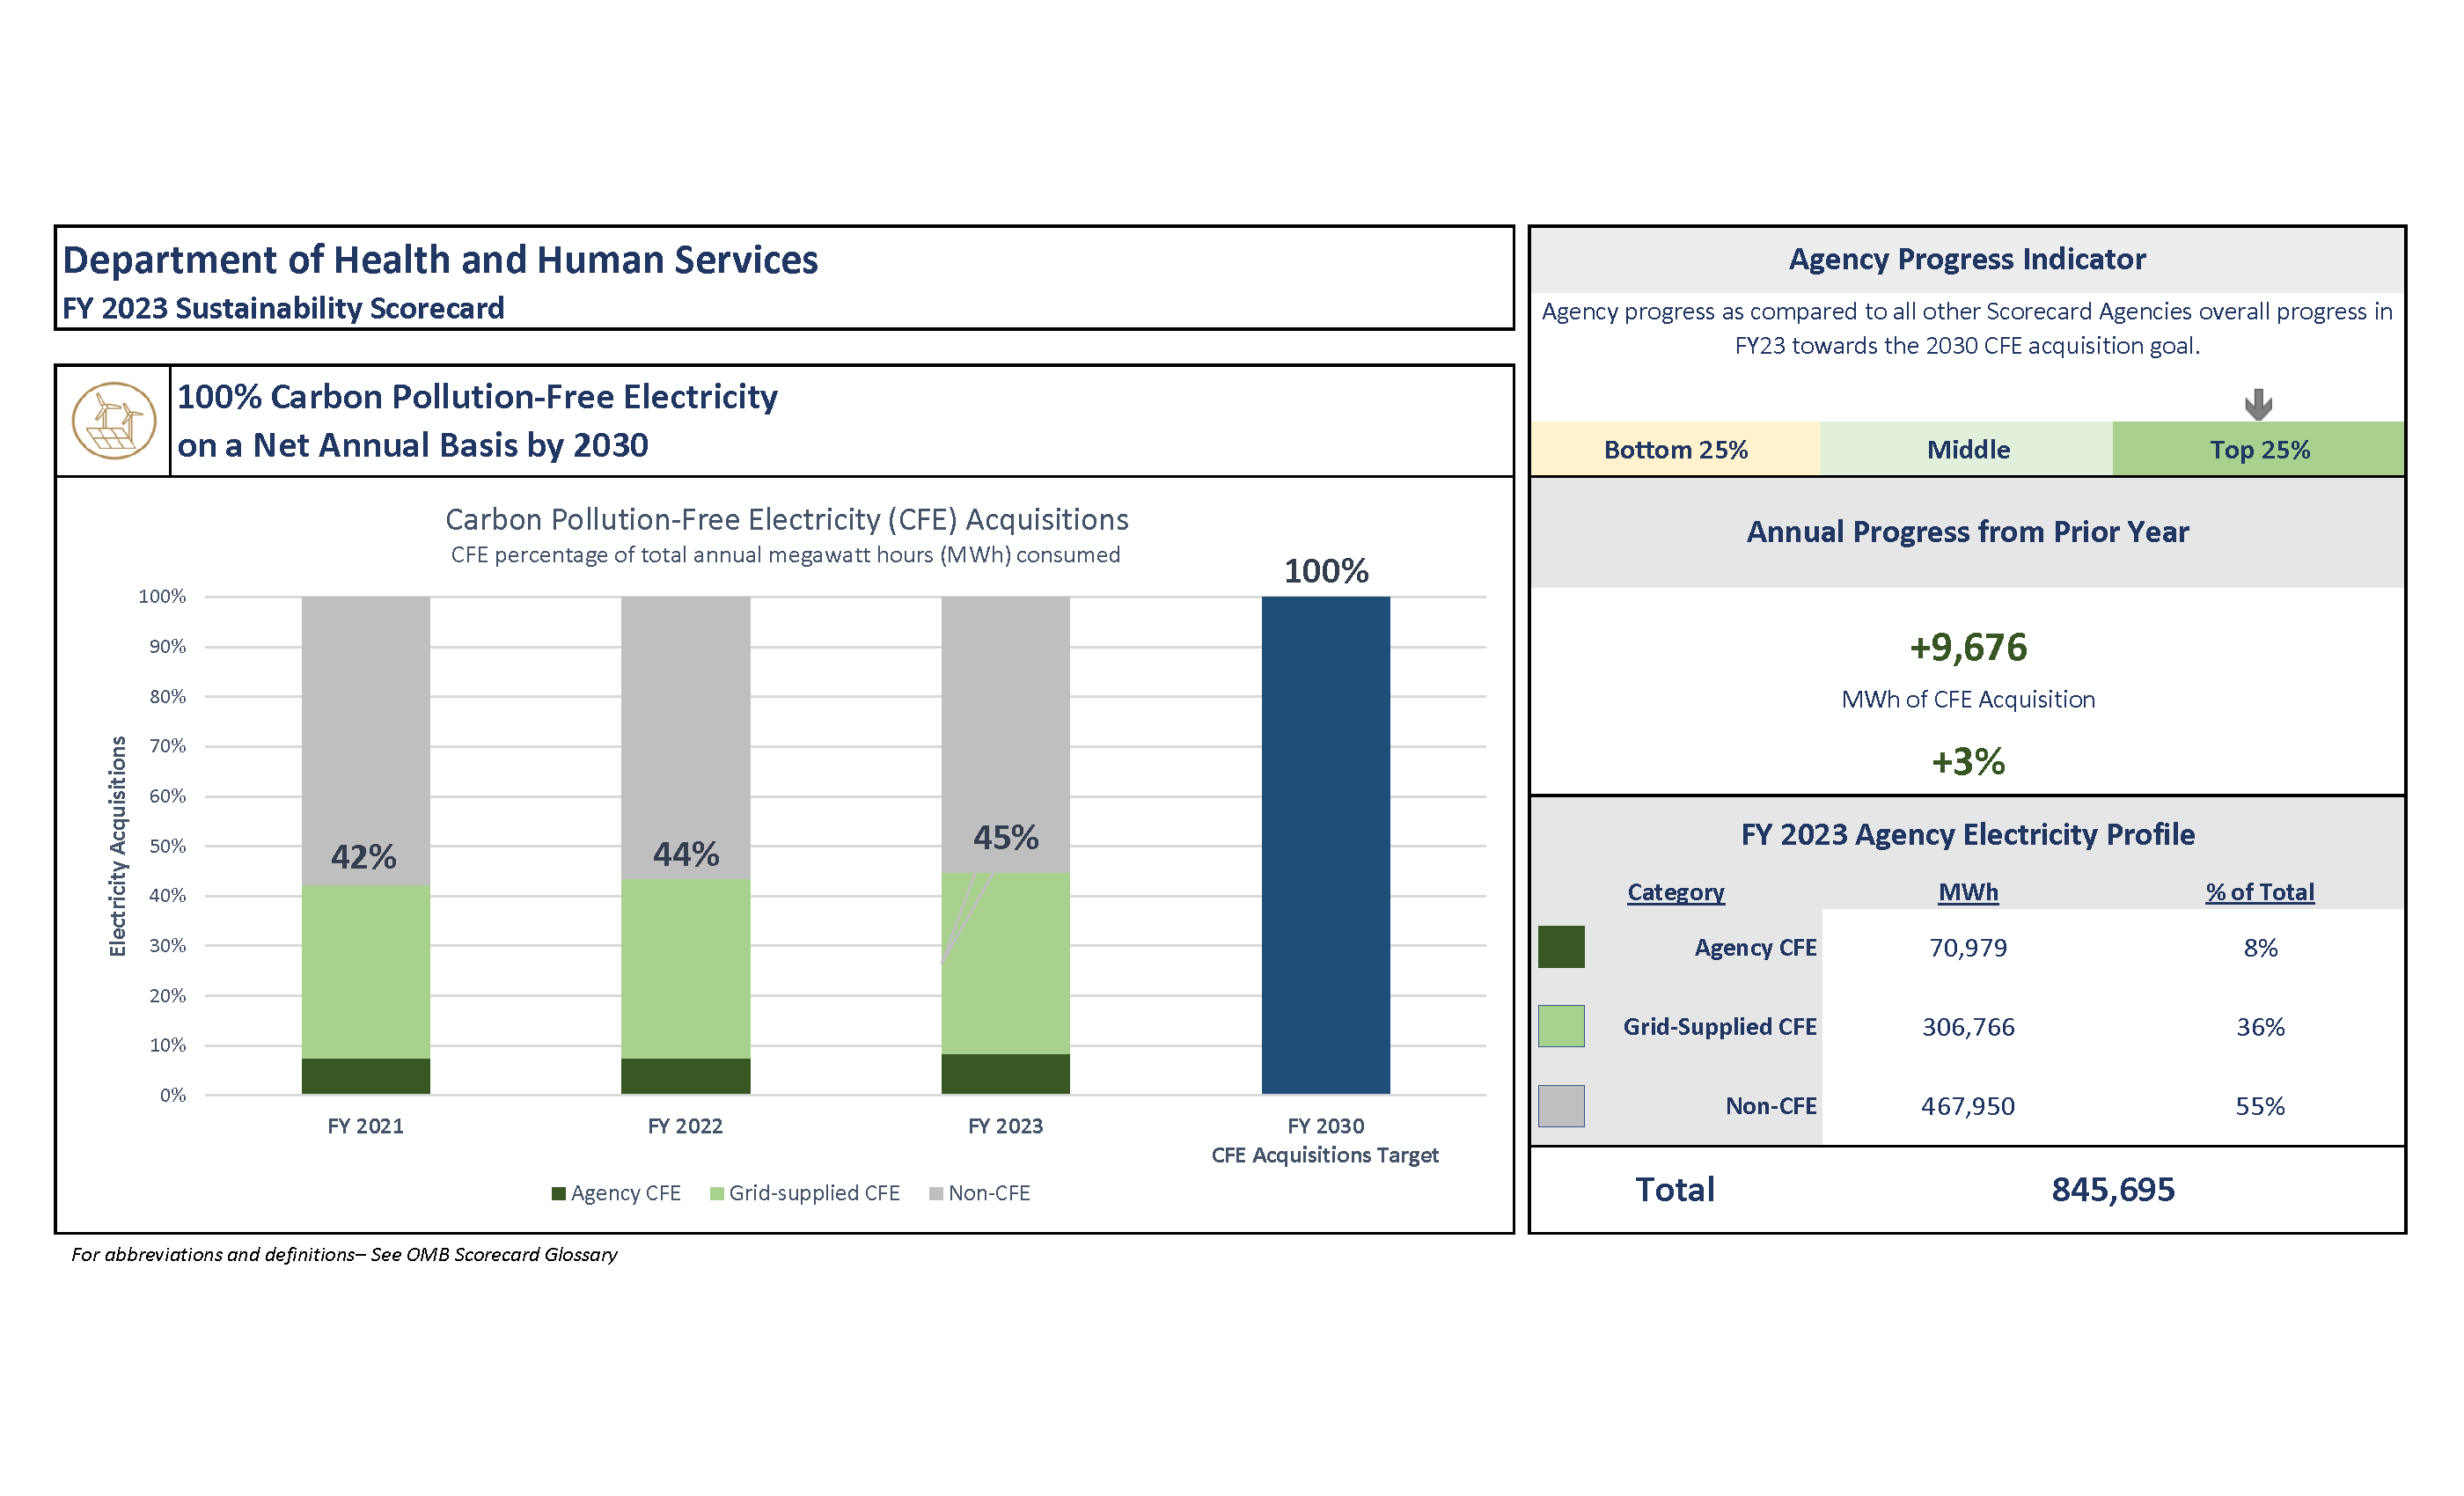 Department of Health and Human Services
FY 2023 Sustainability Scorecard
100% Carbon Pollution-Free Electricity
on a Net Annual Basis by 2030
Carbon Pollution-Free Electricity (CFE) Acquisitions
CFE percentage of total annual megawatt hours (MWh) consumed
Electricity Acquisitions
100%
90%
80%
70%
60%
50%
40%
30%
20%
10%
0%
42%
44%
45%
100%
FY 2021
FY 2022
FY 2023
FY 2030
CFE Acquisitions Target
Agency CFE Grid-supplied CFE Non-CFE
For abbreviations and definitions– See OMB Scorecard Glossary
Agency Progress Indicator
Agency progress as compared to all other Scorecard Agencies overall progress in
FY23 towards the 2030 CFE acquisition goal.
Bottom 25% Middle Top 25%
Annual Progress from Prior Year
+9,676
MWh of CFE Acquisition
+3%
FY 2023 Agency Electricity Profile
Category MWh % of Total
Agency CFE 70,979 8%
Grid-Supplied CFE 306,766 36%
Non-CFE 467,950 55%
Total 845,695